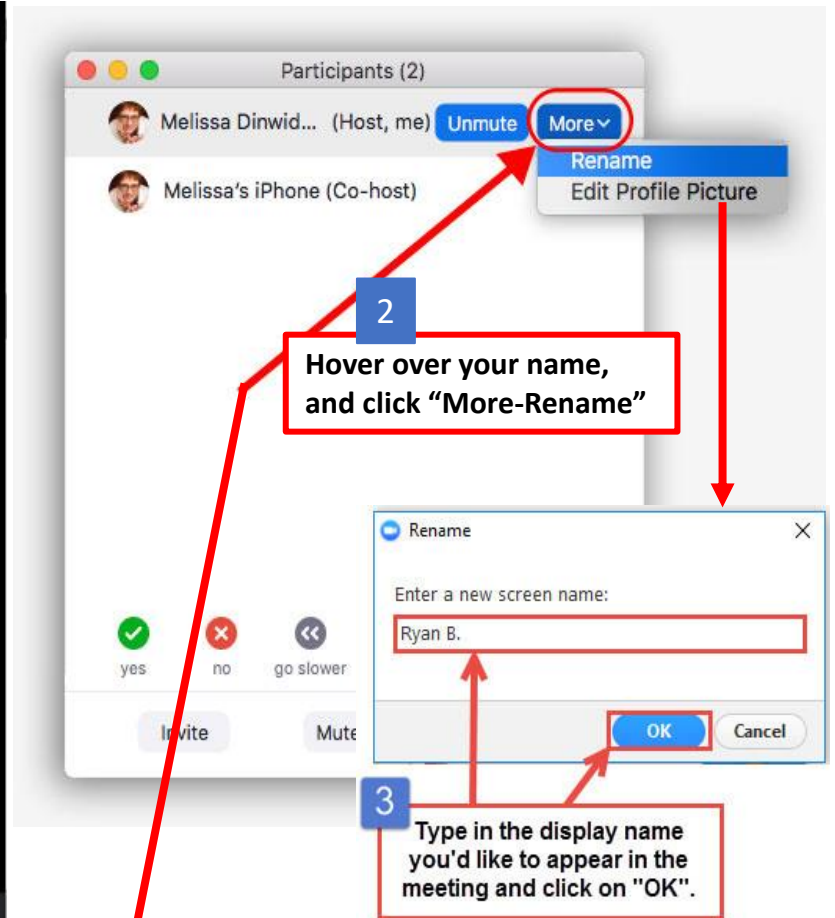 Participants (2)
Melissa Dinwid... (Host, me) Unmute More
Rename
Edit Profile Picture
Melissa's iPhone (Co-host)
2
Hover over your name,
and click “More-Rename”
Rename
Enter a new screen name:
Ryan B.
OK Cancel
yes no go slower
Invite Mute
3
Type in the display name
you'd like to appear in the
meeting and click on "OK".